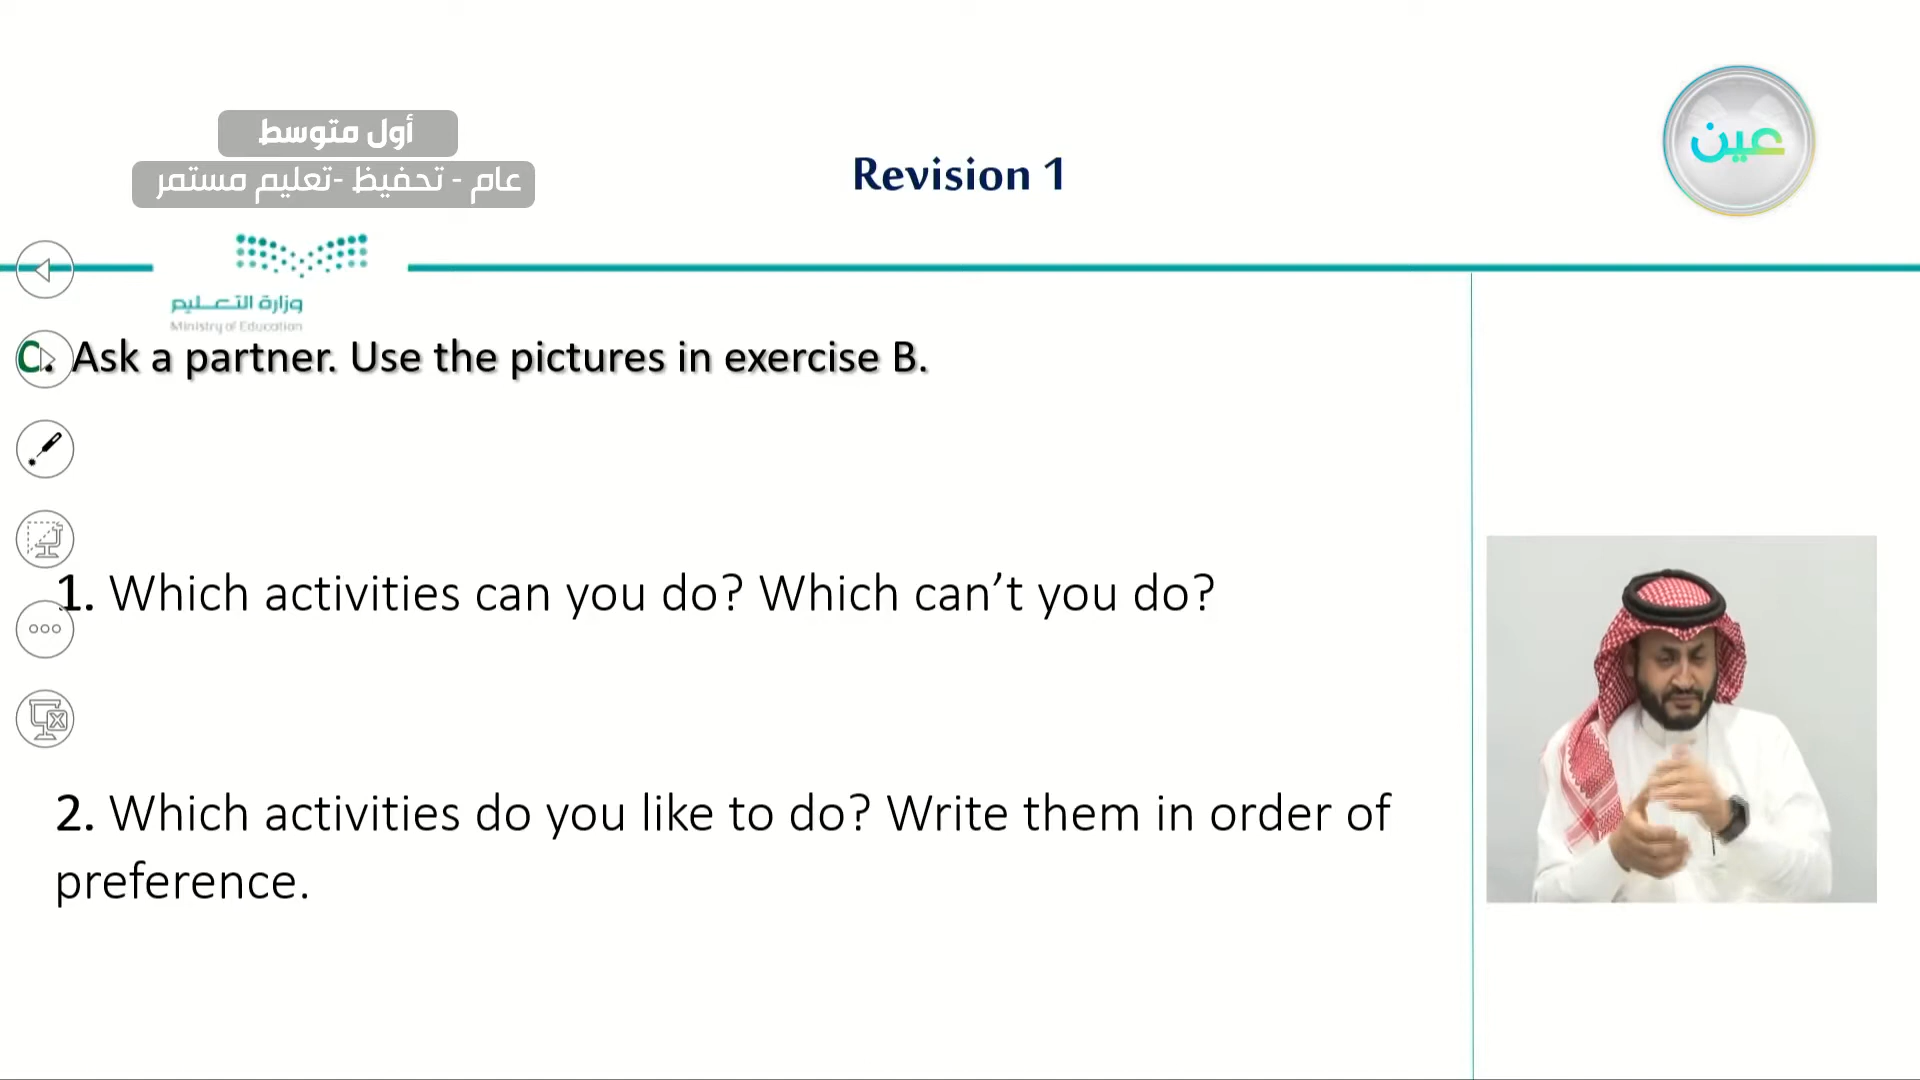 أول متوسط
عام - تحفيظ -تعليم مستمر
Revision 1
عين
وزارة التعليم
Ministry of Education
C. Ask a partner. Use the pictures in exercise B.
1. Which activities can you do? Which can’t you do?
2. Which activities do you like to do? Write them in order of
preference.